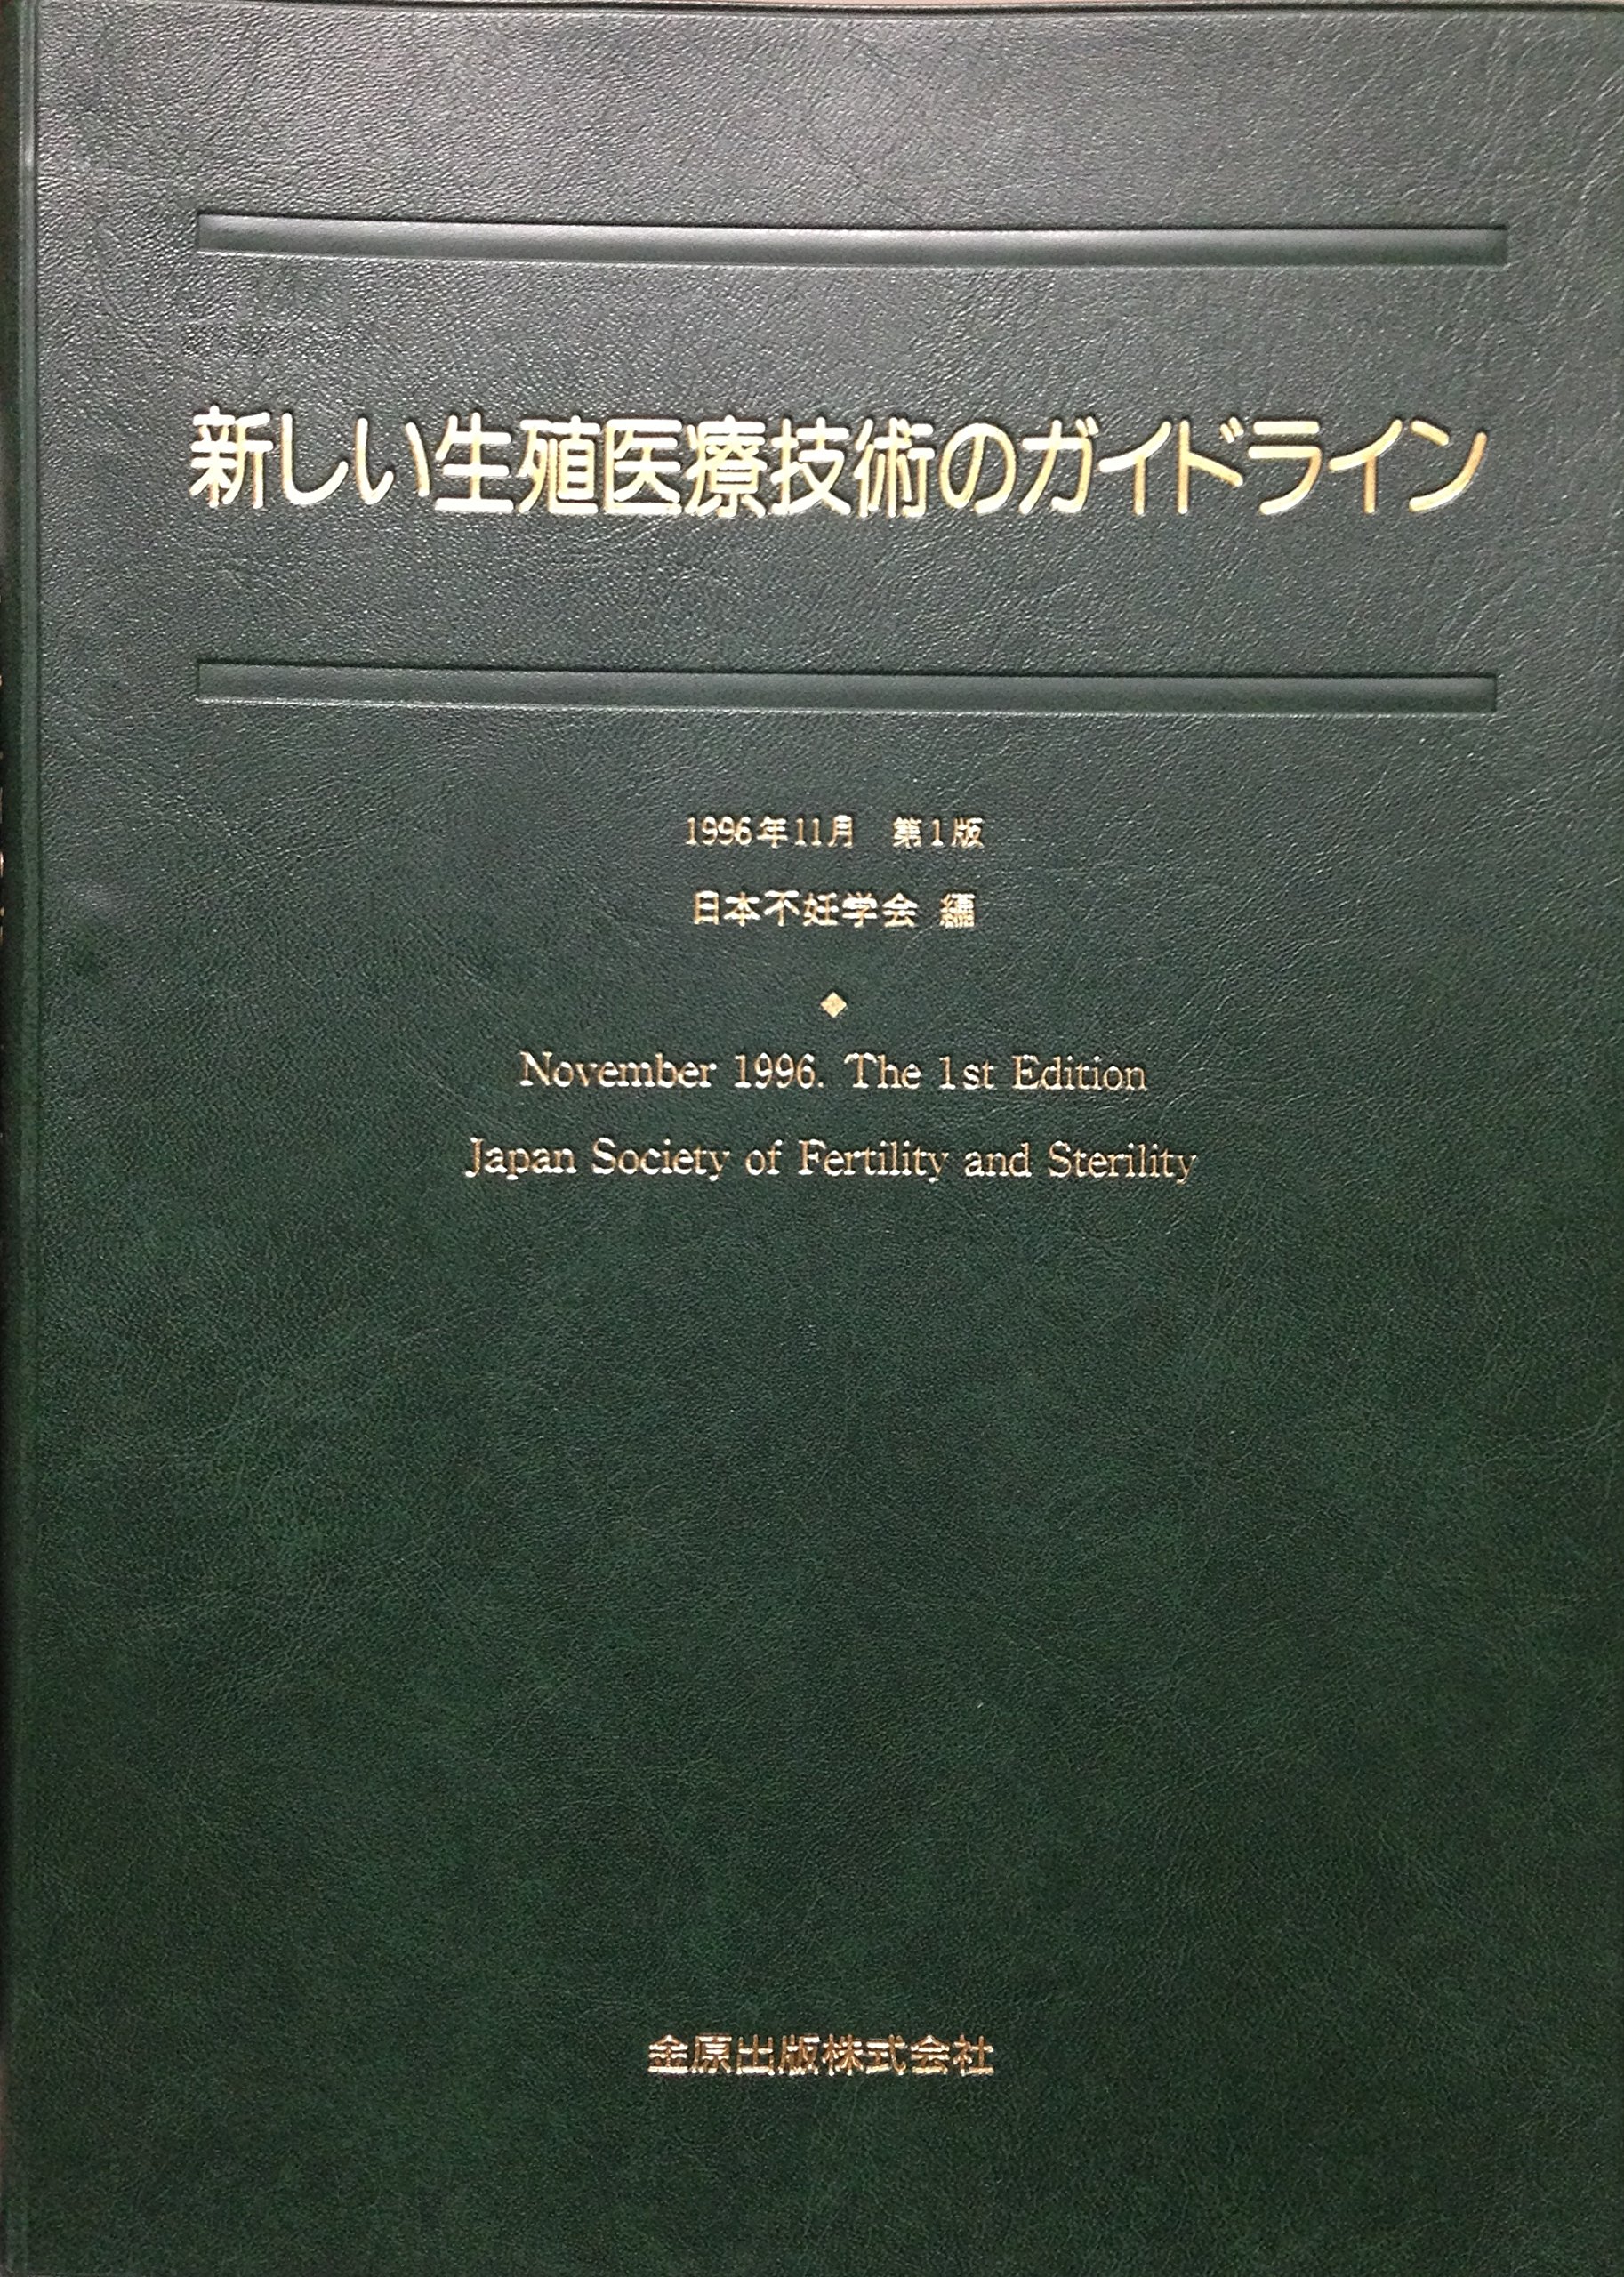 新しい生殖医療技術のガイドライン
1996年11月 第1版
日本不妊学会 編
November 1996. The 1st Edition
Japan Society of Fertility and Sterility
金原出版株式会社